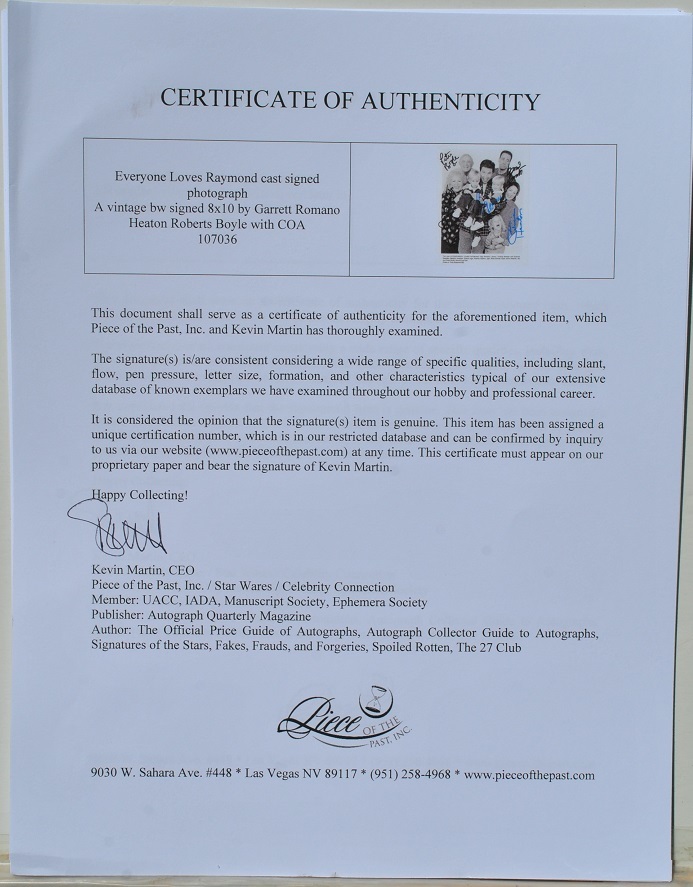 CERTIFICATE OF AUTHENTICITY
Everyone Loves Raymond cast signed
photograph
A vintage bw signed 8x10 by Garrett Romano
Heaton Roberts Boyle with COA
107036
This document shall serve as a certificate of authenticity for the aforementioned item, which
Piece of the Past, Inc. and Kevin Martin has thoroughly examined.
The signature(s) is/are consistent considering a wide range of specific qualities, including slant,
flow, pen pressure, letter size, formation, and other characteristics typical of our extensive
database of known exemplars we have examined throughout our hobby and professional career.
It is considered the opinion that the signature(s) item is genuine. This item has been assigned a
unique certification number, which is in our restricted database and can be confirmed by inquiry
to us via our website (www.pieceofthepast.com) at any time. This certificate must appear on our
proprietary paper and bear the signature of Kevin Martin.
Happy Collecting!
Kevin Martin, CEO
Piece of the Past, Inc. / Star Wares / Celebrity Connection
Member: UACC, IADA, Manuscript Society, Ephemera Society
Publisher: Autograph Quarterly Magazine
Author: The Official Price Guide of Autographs, Autograph Collector Guide to Autographs,
Signatures of the Stars, Fakes, Frauds, and Forgeries, Spoiled Rotten, The 27 Club
Piece OF THE
PAST, INC.
9030 W. Sahara Ave. #448 * Las Vegas NV 89117 * (951) 258-4968 * www.pieceofthepast.com